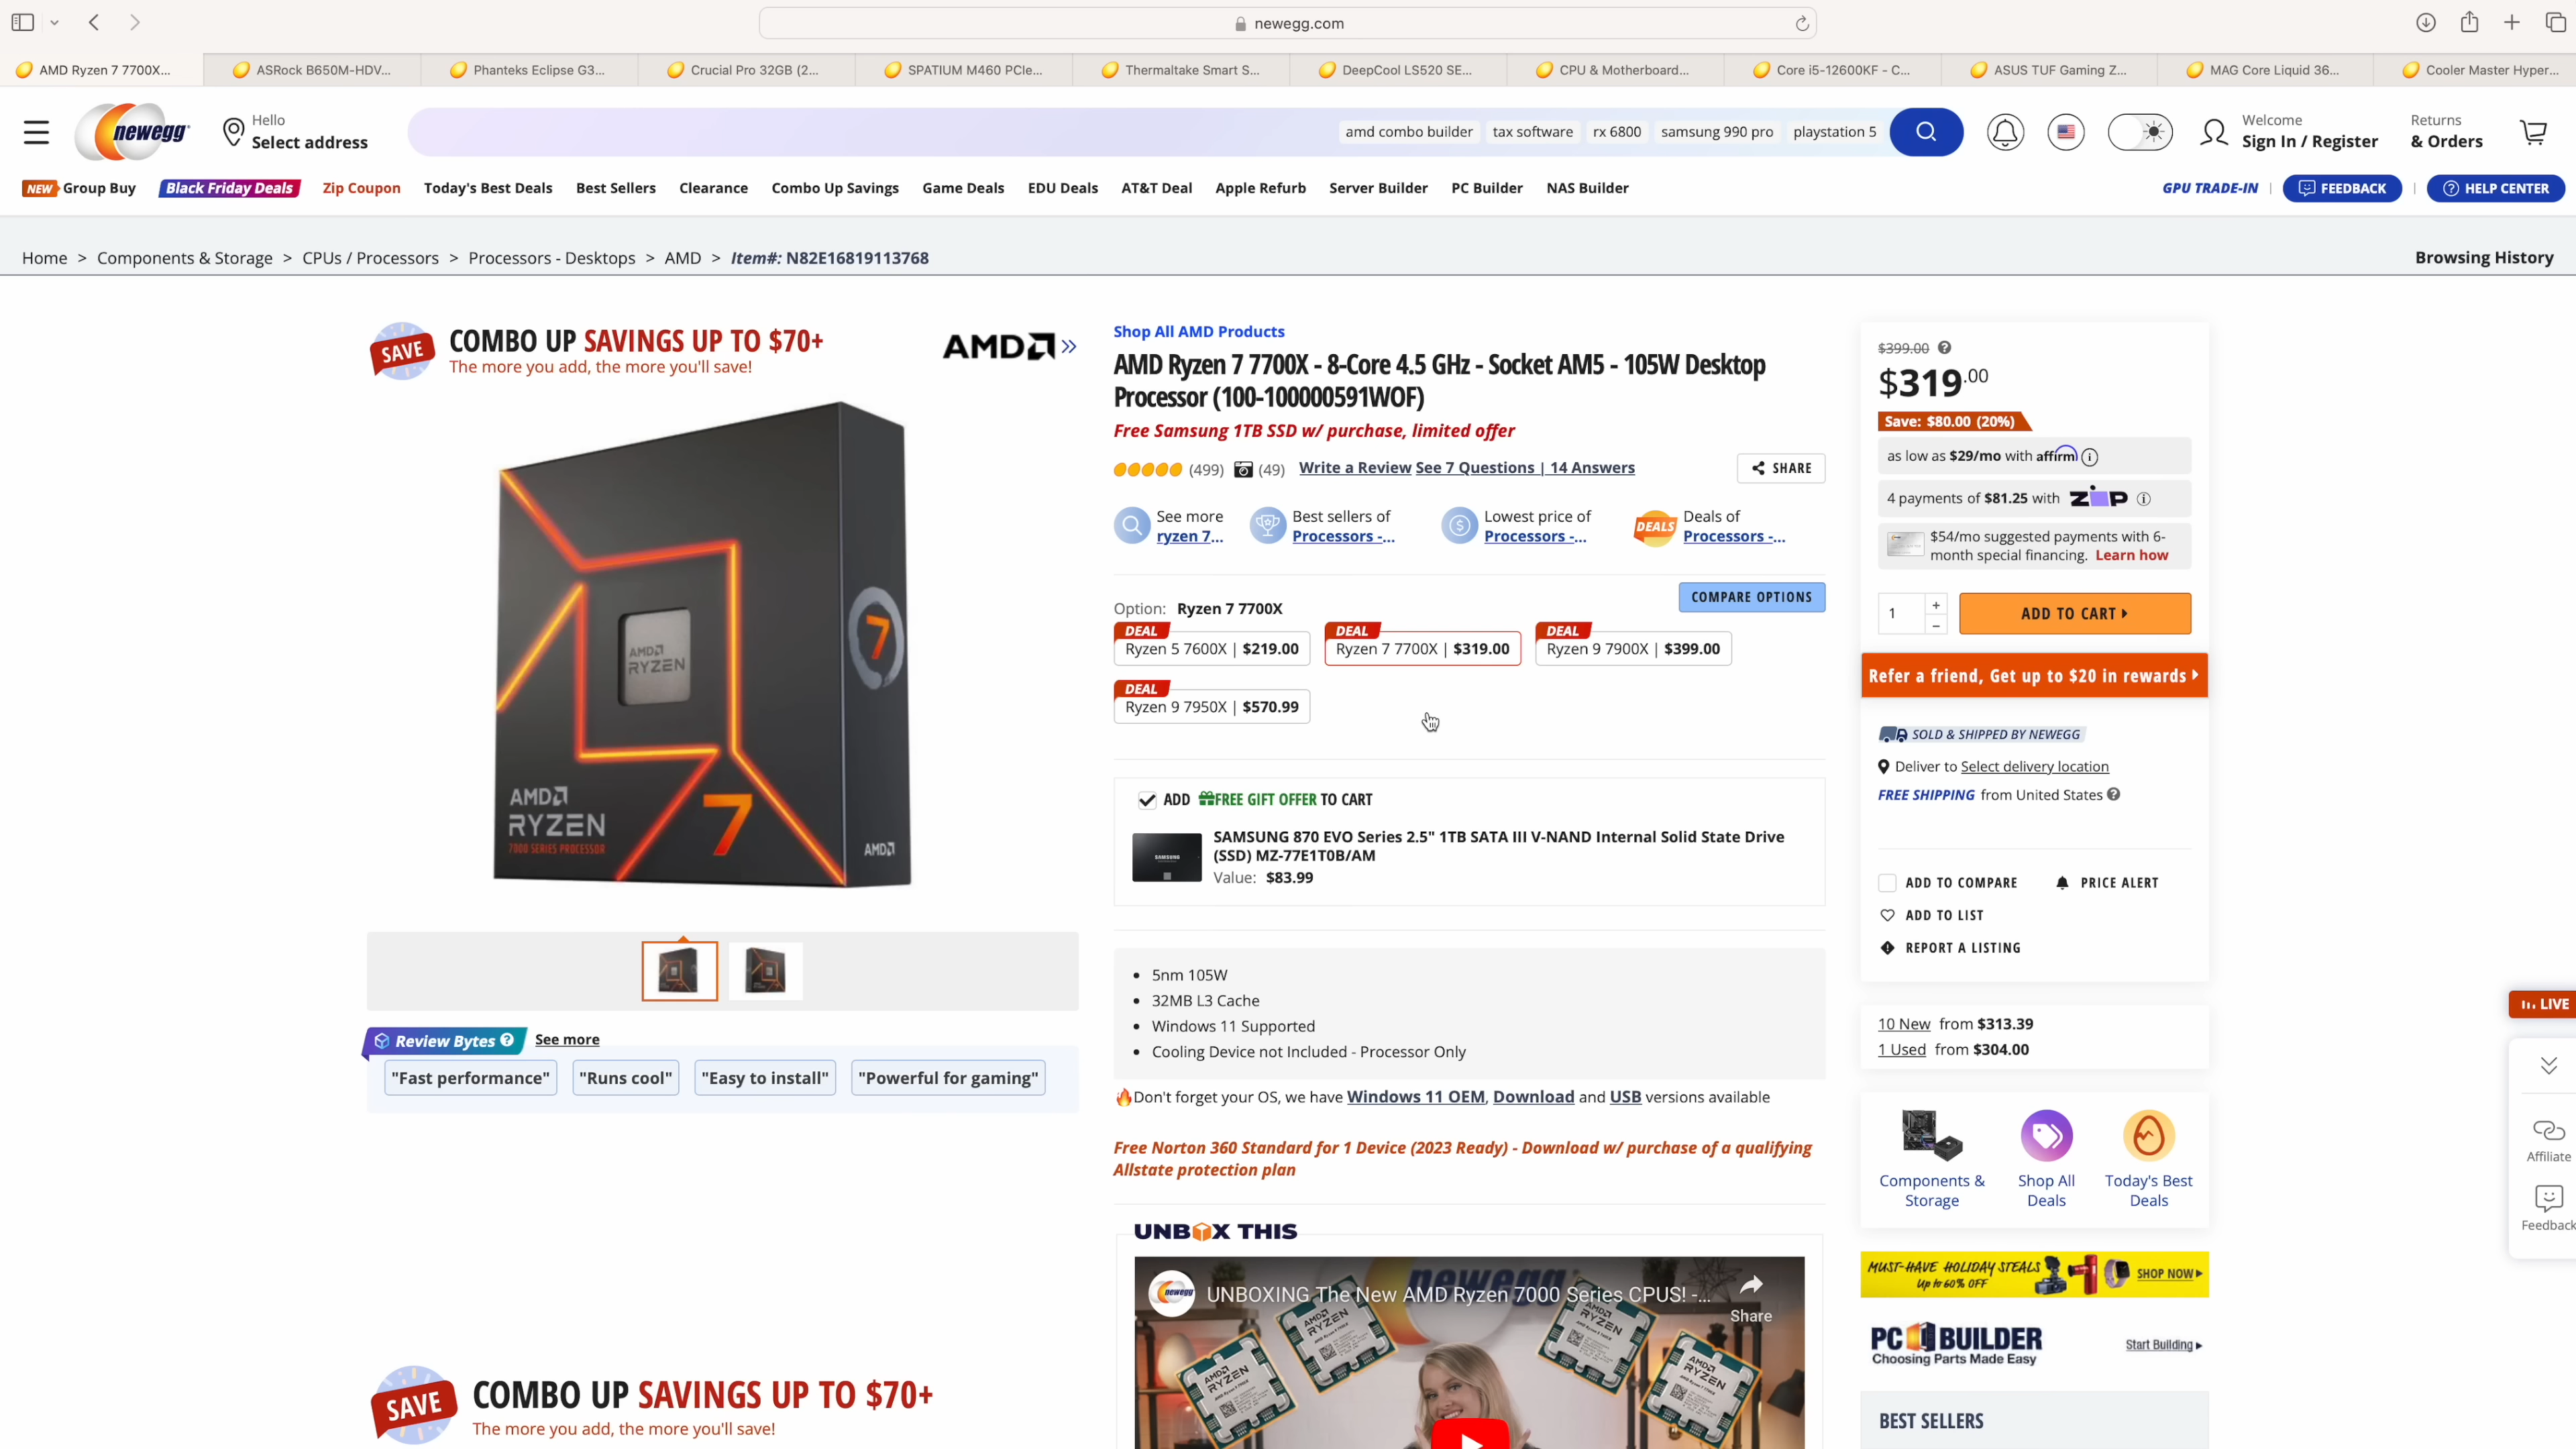 newegg.com
AMD Ryzen 7 7700X...
ASRock B650M-HDV...
Phanteks Eclipse G3...
Crucial Pro 32GB (2...
SPATIUM M460 PCIe...
Thermaltake Smart S...
DeepCool LS520 SE...
CPU & Motherboard...
Core i5-12600KF - C...
ASUS TUF Gaming Z...
MAG Core Liquid 36...
Cooler Master Hyper...
newegg
Hello
Select address
amd combo builder
tax software
rx 6800
samsung 990 pro
playstation 5
Welcome
Sign In / Register
Returns
& Orders
NEW Group Buy
Black Friday Deals
Zip Coupon
Today's Best Deals
Best Sellers
Clearance
Combo Up Savings
Game Deals
EDU Deals
AT&T Deal
Apple Refurb
Server Builder
PC Builder
NAS Builder
GPU TRADE-IN
FEEDBACK
HELP CENTER
Home > Components & Storage > CPUs / Processors > Processors - Desktops > AMD > Item#: N82E16819113768
Browsing History
SAVE
COMBO UP SAVINGS UP TO $70+
The more you add, the more you'll save!
AMD
AMD
RYZEN
7
AMD
RYZEN
7000 SERIES PROCESSOR
7
AMD
Review Bytes
See more
"Fast performance"
"Runs cool"
"Easy to install"
"Powerful for gaming"
SAVE
COMBO UP SAVINGS UP TO $70+
The more you add, the more you'll save!
Shop All AMD Products
AMD Ryzen 7 7700X - 8-Core 4.5 GHz - Socket AM5 - 105W Desktop
Processor (100-100000591WOF)
Free Samsung 1TB SSD w/ purchase, limited offer
(499) (49) Write a Review See 7 Questions | 14 Answers
SHARE
See more
ryzen 7...
Best sellers of
Processors -...
Lowest price of
Processors -...
DEALS
Deals of
Processors -...
Option: Ryzen 7 7700X
COMPARE OPTIONS
DEAL
Ryzen 5 7600X | $219.00
DEAL
Ryzen 7 7700X | $319.00
DEAL
Ryzen 9 7900X | $399.00
DEAL
Ryzen 9 7950X | $570.99
ADD FREE GIFT OFFER TO CART
SAMSUNG
SAMSUNG 870 EVO Series 2.5" 1TB SATA III V-NAND Internal Solid State Drive
(SSD) MZ-77E1T0B/AM
Value: $83.99
• 5nm 105W
• 32MB L3 Cache
• Windows 11 Supported
• Cooling Device not Included - Processor Only
Don't forget your OS, we have Windows 11 OEM, Download and USB versions available
Free Norton 360 Standard for 1 Device (2023 Ready) - Download w/ purchase of a qualifying
Allstate protection plan
UNBOX THIS
newegg
UNBOXING The New AMD Ryzen 7000 Series CPUS! -...
Share
newegg
AMD
RYZEN
AMD
RYZEN
AMD
RYZEN
AMD
RYZEN
$399.00
$319.00
Save: $80.00 (20%)
as low as $29/mo with affirm
4 payments of $81.25 with ZIP
$54/mo suggested payments with 6-
month special financing. Learn how
1
+
−
ADD TO CART
Refer a friend, Get up to $20 in rewards
SOLD & SHIPPED BY NEWEGG
Deliver to Select delivery location
FREE SHIPPING from United States
ADD TO COMPARE
PRICE ALERT
ADD TO LIST
REPORT A LISTING
10 New from $313.39
1 Used from $304.00
Components &
Storage
Shop All
Deals
Today's Best
Deals
MUST-HAVE HOLIDAY STEALS
Up to 60% OFF
SHOP NOW
PC BUILDER
Choosing Parts Made Easy
Start Building
BEST SELLERS
LIVE
Affiliate
Feedback